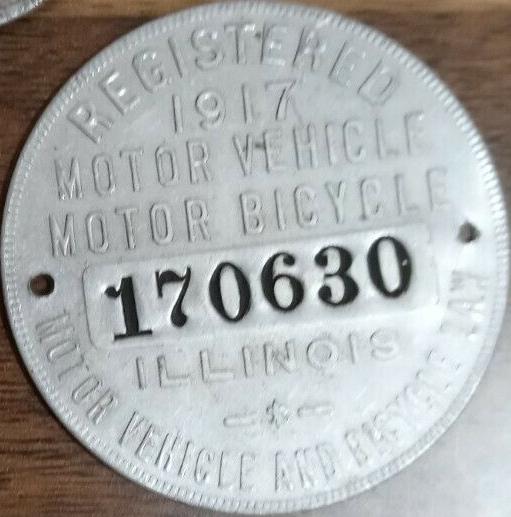 REGISTERED
1917
MOTOR VEHICLE
MOTOR BICYCLE
170630
ILLINOIS
MOTOR VEHICLE AND BICYCLE LAW